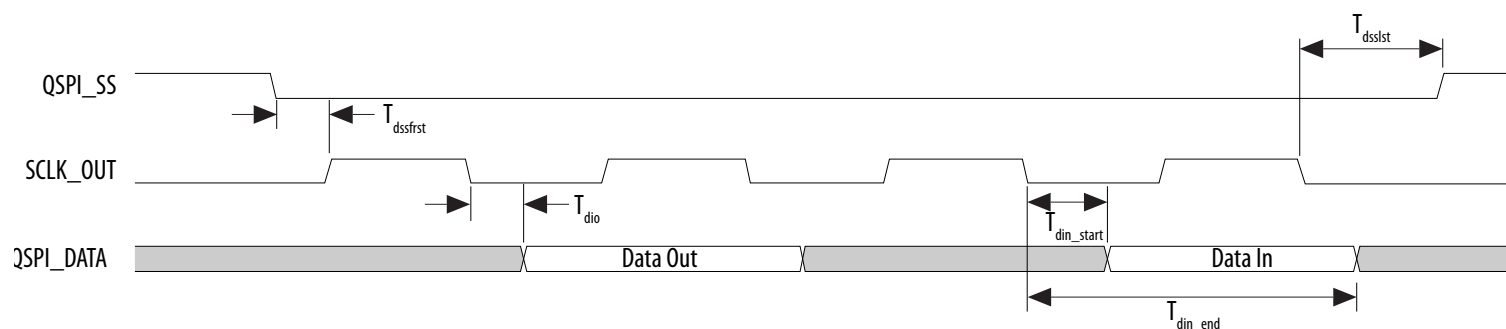 T_dsslst
QSPI_SS
T_dssfrst
SCLK_OUT
T_dio
T_din_start
QSPI_DATA Data Out Data In
T_din_end